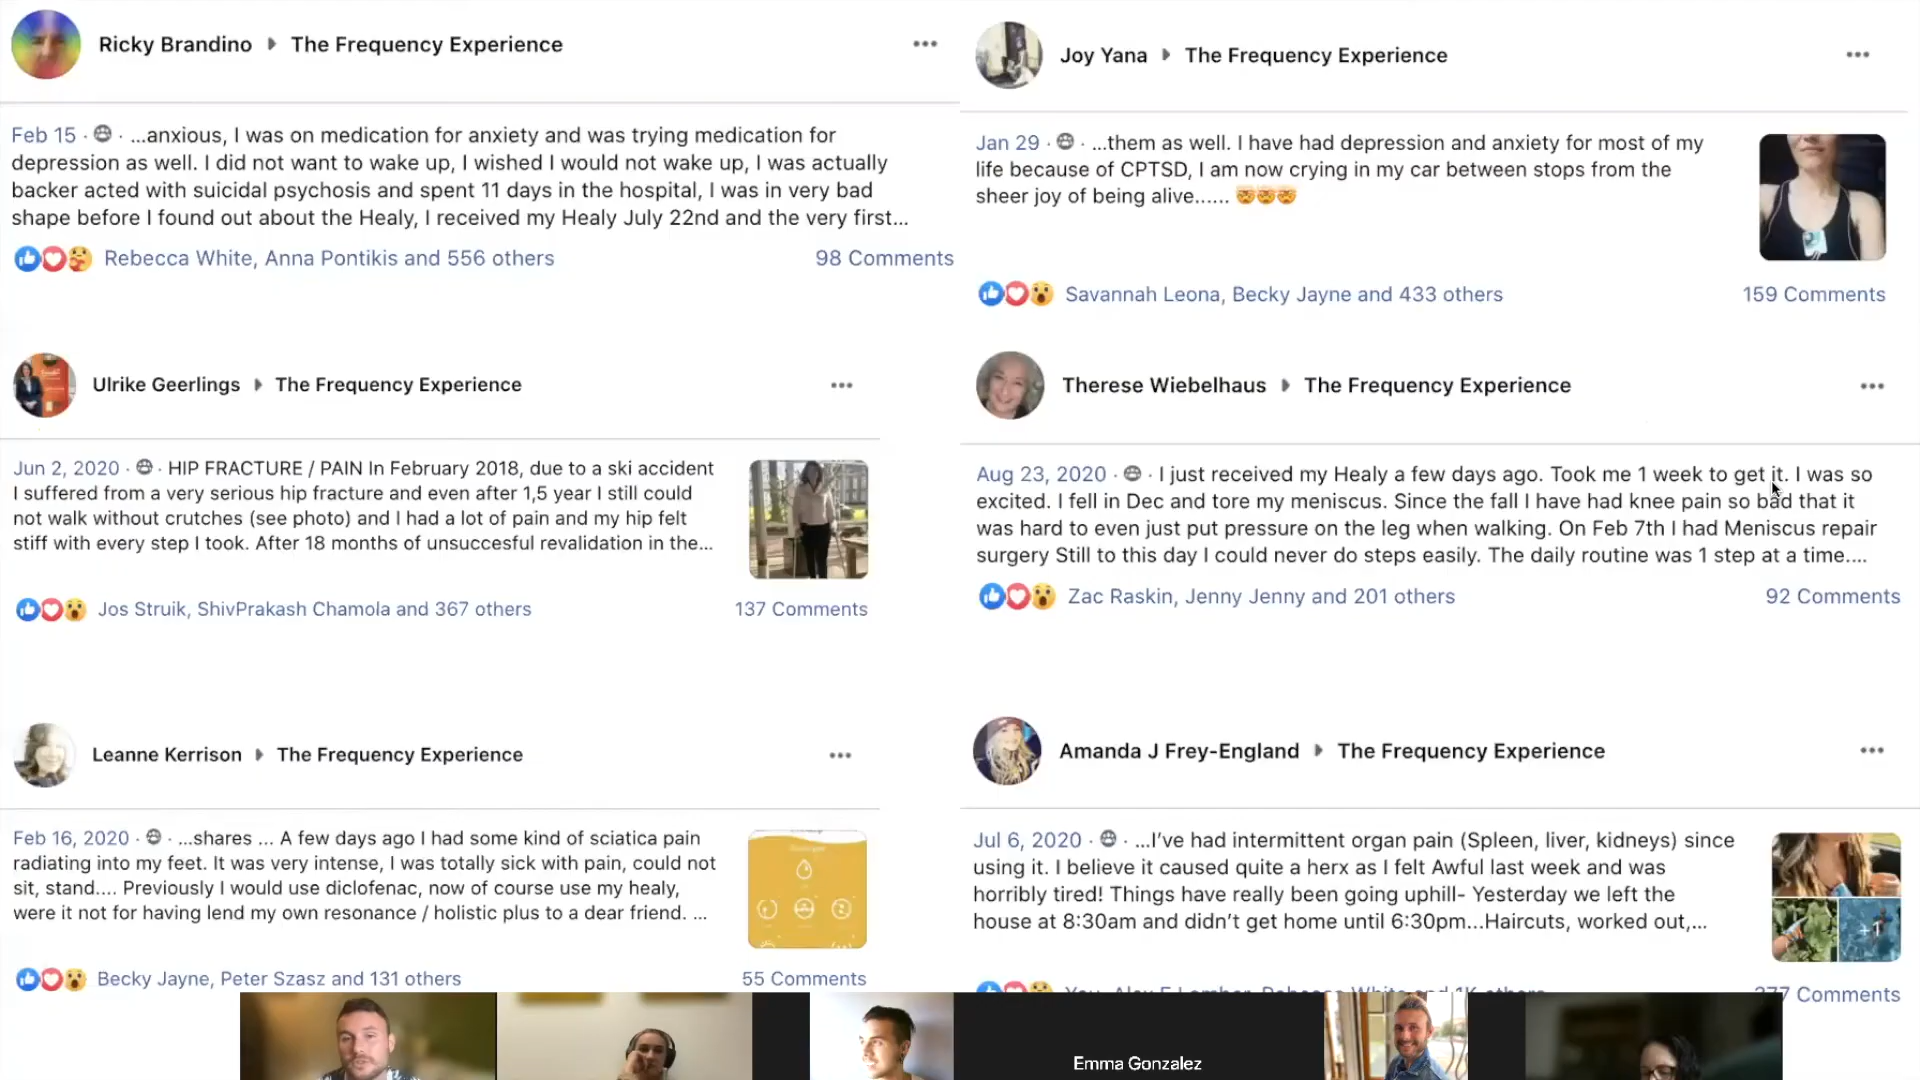 Ricky Brandino ▸ The Frequency Experience
Feb 15 · ...anxious, I was on medication for anxiety and was trying medication for
depression as well. I did not want to wake up, I wished I would not wake up, I was actually
backer acted with suicidal psychosis and spent 11 days in the hospital, I was in very bad
shape before I found out about the Healy, I received my Healy July 22nd and the very first...
Rebecca White, Anna Pontikis and 556 others
98 Comments
Joy Yana ▸ The Frequency Experience
Jan 29 · ...them as well. I have had depression and anxiety for most of my
life because of CPTSD, I am now crying in my car between stops from the
sheer joy of being alive...... 🤯🤯🤯
Savannah Leona, Becky Jayne and 433 others
159 Comments
Ulrike Geerlings ▸ The Frequency Experience
Jun 2, 2020 · HIP FRACTURE / PAIN In February 2018, due to a ski accident
I suffered from a very serious hip fracture and even after 1,5 year I still could
not walk without crutches (see photo) and I had a lot of pain and my hip felt
stiff with every step I took. After 18 months of unsuccesful revalidation in the...
Jos Struik, ShivPrakash Chamola and 367 others
137 Comments
Therese Wiebelhaus ▸ The Frequency Experience
Aug 23, 2020 · I just received my Healy a few days ago. Took me 1 week to get it. I was so
excited. I fell in Dec and tore my meniscus. Since the fall I have had knee pain so bad that it
was hard to even just put pressure on the leg when walking. On Feb 7th I had Meniscus repair
surgery Still to this day I could never do steps easily. The daily routine was 1 step at a time....
Zac Raskin, Jenny Jenny and 201 others
92 Comments
Leanne Kerrison ▸ The Frequency Experience
Feb 16, 2020 · ...shares ... A few days ago I had some kind of sciatica pain
radiating into my feet. It was very intense, I was totally sick with pain, could not
sit, stand.... Previously I would use diclofenac, now of course use my healy,
were it not for having lend my own resonance / holistic plus to a dear friend. ...
Becky Jayne, Peter Szasz and 131 others
55 Comments
Amanda J Frey-England ▸ The Frequency Experience
Jul 6, 2020 · ...I've had intermittent organ pain (Spleen, liver, kidneys) since
using it. I believe it caused quite a herx as I felt Awful last week and was
horribly tired! Things have really been going uphill- Yesterday we left the
house at 8:30am and didn't get home until 6:30pm...Haircuts, worked out,...
+1
Comments
Emma Gonzalez